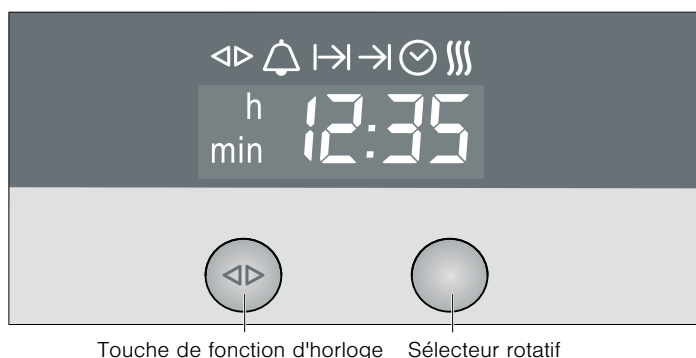 h
min
12:35
Touche de fonction d'horloge
Sélecteur rotatif